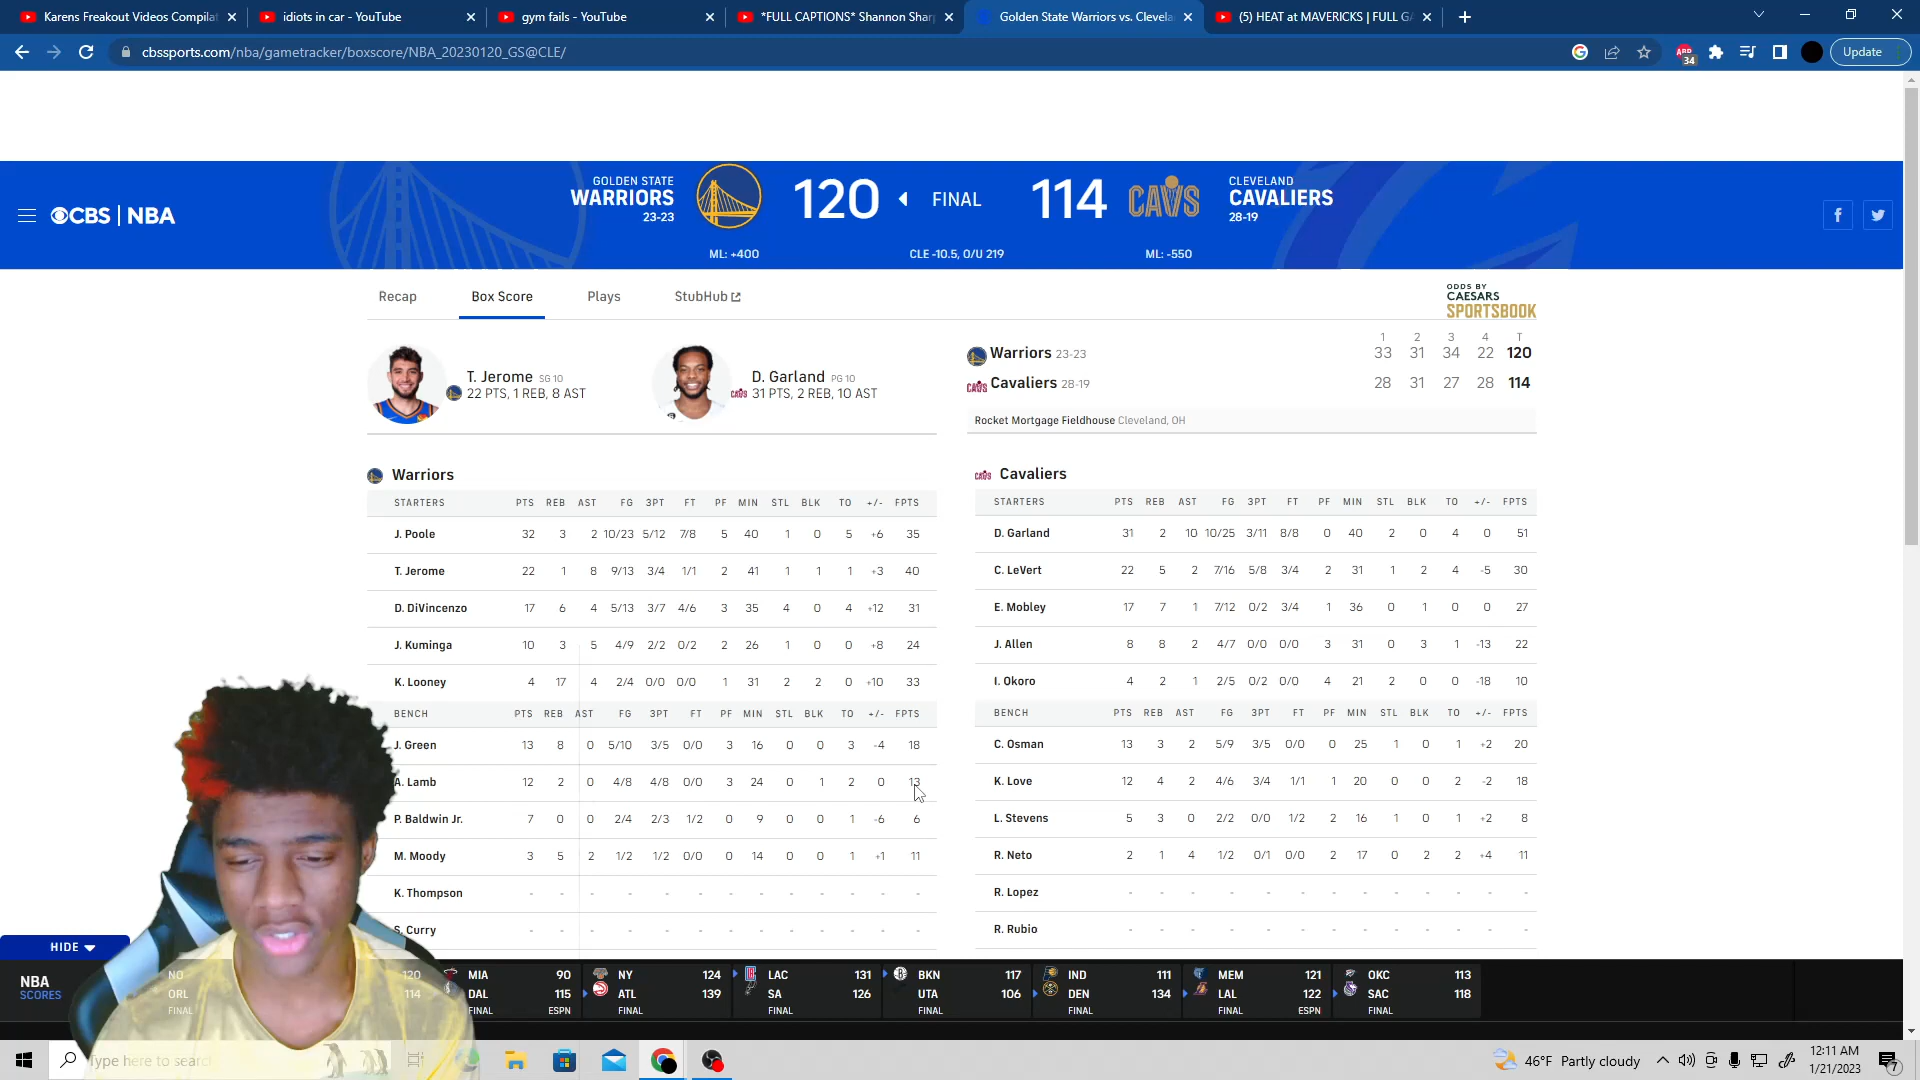 Karens Freakout Videos Compilat
idiots in car - YouTube
gym fails - YouTube
*FULL CAPTIONS* Shannon Shar
Golden State Warriors vs. Clevela
(5) HEAT at MAVERICKS | FULL G
cbssports.com/nba/gametracker/boxscore/NBA_20230120_GS@CLE/
34
Update
CBS | NBA
GOLDEN STATE
WARRIORS
23-23
120
FINAL
114
CAVS
CLEVELAND
CAVALIERS
28-19
ML: +400
CLE -10.5, O/U 219
ML: -550
Recap
Box Score
Plays
StubHub
ODDS BY
CAESARS
SPORTSBOOK
T. Jerome SG 10
22 PTS, 1 REB, 8 AST
D. Garland PG 10
CAVS 31 PTS, 2 REB, 10 AST
1 2 3 4 T
Warriors 23-23 33 31 34 22 120
CAVS Cavaliers 28-19 28 31 27 28 114
Rocket Mortgage Fieldhouse Cleveland, OH
Warriors
STARTERS PTS REB AST FG 3PT FT PF MIN STL BLK TO +/- FPTS
J. Poole 32 3 2 10/23 5/12 7/8 5 40 1 0 5 +6 35
T. Jerome 22 1 8 9/13 3/4 1/1 2 41 1 1 1 +3 40
D. DiVincenzo 17 6 4 5/13 3/7 4/6 3 35 4 0 4 +12 31
J. Kuminga 10 3 5 4/9 2/2 0/2 2 26 1 0 0 +8 24
K. Looney 4 17 4 2/4 0/0 0/0 1 31 2 2 0 +10 33
BENCH PTS REB AST FG 3PT FT PF MIN STL BLK TO +/- FPTS
J. Green 13 8 0 5/10 3/5 0/0 3 16 0 0 3 -4 18
A. Lamb 12 2 0 4/8 4/8 0/0 3 24 0 1 2 0 13
P. Baldwin Jr. 7 0 0 2/4 2/3 1/2 0 9 0 0 1 -6 6
M. Moody 3 5 2 1/2 1/2 0/0 0 14 0 0 1 +1 11
K. Thompson - - - - - - - - - - - - -
S. Curry - - - - - - - - - - - - -
CAVS Cavaliers
STARTERS PTS REB AST FG 3PT FT PF MIN STL BLK TO +/- FPTS
D. Garland 31 2 10 10/25 3/11 8/8 0 40 2 0 4 0 51
C. LeVert 22 5 2 7/16 5/8 3/4 2 31 1 2 4 -5 30
E. Mobley 17 7 1 7/12 0/2 3/4 1 36 0 1 0 0 27
J. Allen 8 8 2 4/7 0/0 0/0 3 31 0 3 1 -13 22
I. Okoro 4 2 1 2/5 0/2 0/0 4 21 2 0 0 -18 10
BENCH PTS REB AST FG 3PT FT PF MIN STL BLK TO +/- FPTS
C. Osman 13 3 2 5/9 3/5 0/0 0 25 1 0 1 +2 20
K. Love 12 4 2 4/6 3/4 1/1 1 20 0 0 2 -2 18
L. Stevens 5 3 0 2/2 0/0 1/2 2 16 1 0 1 +2 8
R. Neto 2 1 4 1/2 0/1 0/0 2 17 0 2 2 +4 11
R. Lopez - - - - - - - - - - - - -
R. Rubio - - - - - - - - - - - - -
HIDE
NBA
SCORES
NO 120
ORL 114
FINAL
MIA 90
DAL 115
FINAL ESPN
NY 124
ATL 139
FINAL
LAC 131
SA 126
FINAL
BKN 117
UTA 106
FINAL
IND 111
DEN 134
FINAL
MEM 121
LAL 122
FINAL ESPN
OKC 113
SAC 118
FINAL
Type here to search
46°F Partly cloudy
12:11 AM
1/21/2023
7